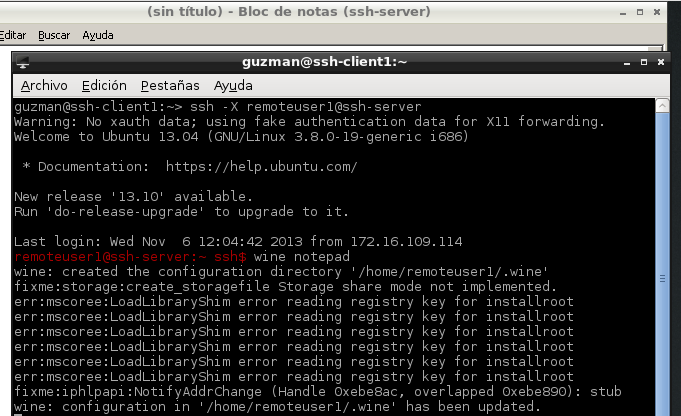 (sin título) - Bloc de notas (ssh-server)
Editar Buscar Ayuda
guzman@ssh-client1:~
Archivo Edición Pestañas Ayuda
guzman@ssh-client1:~> ssh -X remoteuser1@ssh-server
Warning: No xauth data; using fake authentication data for X11 forwarding.
Welcome to Ubuntu 13.04 (GNU/Linux 3.8.0-19-generic i686)
* Documentation:  https://help.ubuntu.com/
New release '13.10' available.
Run 'do-release-upgrade' to upgrade to it.
Last login: Wed Nov  6 12:04:42 2013 from 172.16.109.114
remoteuser1@ssh-server:~ ssh$ wine notepad
wine: created the configuration directory '/home/remoteuser1/.wine'
fixme:storage:create_storagefile Storage share mode not implemented.
err:mscoree:LoadLibraryShim error reading registry key for installroot
err:mscoree:LoadLibraryShim error reading registry key for installroot
err:mscoree:LoadLibraryShim error reading registry key for installroot
err:mscoree:LoadLibraryShim error reading registry key for installroot
err:mscoree:LoadLibraryShim error reading registry key for installroot
err:mscoree:LoadLibraryShim error reading registry key for installroot
fixme:iphlpapi:NotifyAddrChange (Handle 0xebe8ac, overlapped 0xebe890): stub
wine: configuration in '/home/remoteuser1/.wine' has been updated.